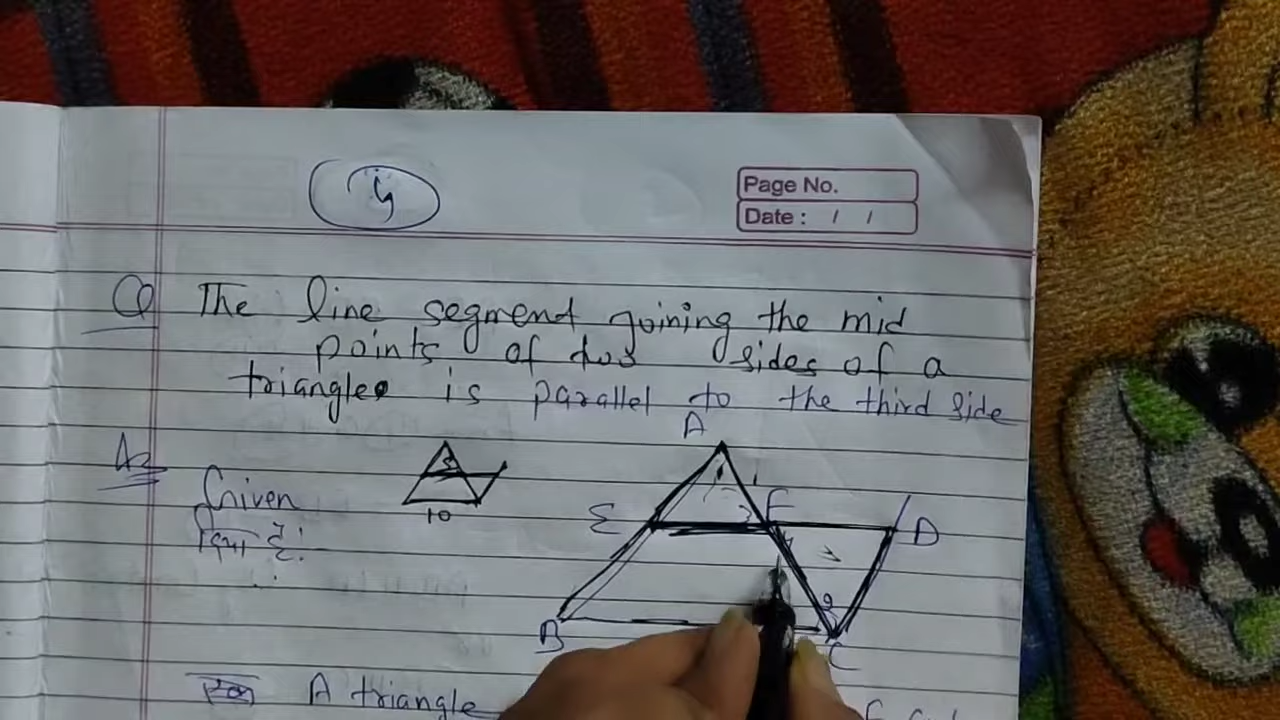 Page No.
Date : / /
Q The line segment joining the mid
points of two sides of a
triangle is parallel to the third side
A
Given
E F D
10
B C
A triangle